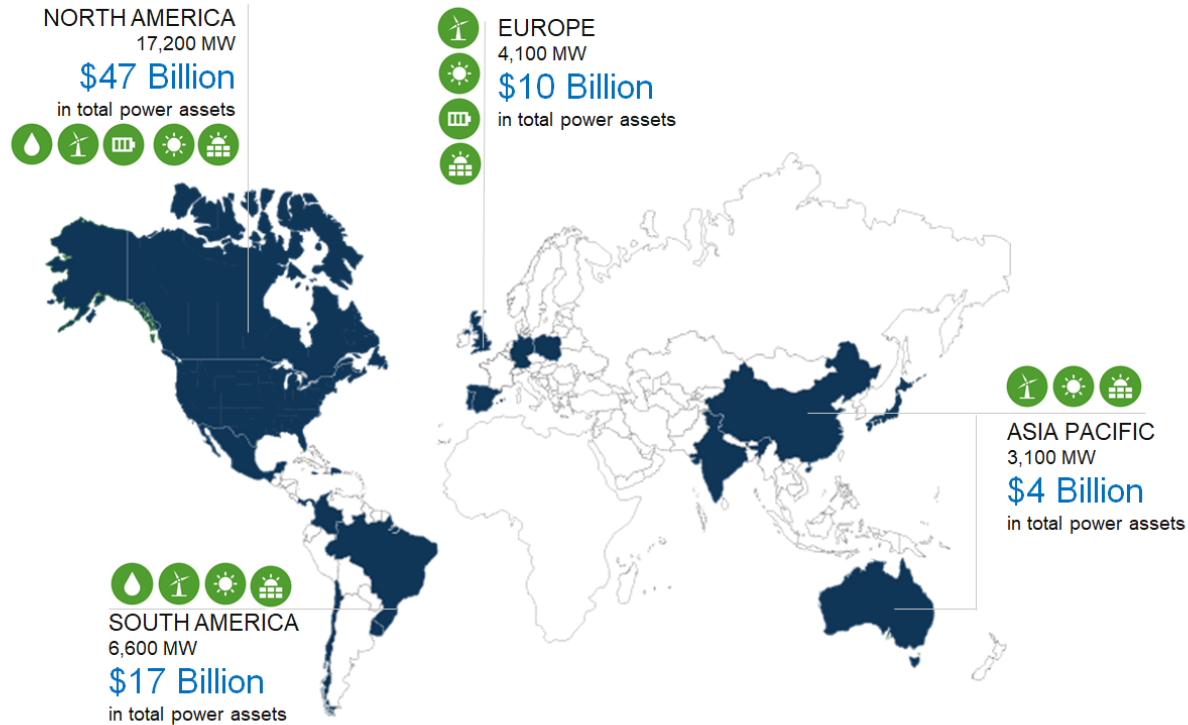 NORTH AMERICA
17,200 MW
$47 Billion
in total power assets
EUROPE
4,100 MW
$10 Billion
in total power assets
ASIA PACIFIC
3,100 MW
$4 Billion
in total power assets
SOUTH AMERICA
6,600 MW
$17 Billion
in total power assets